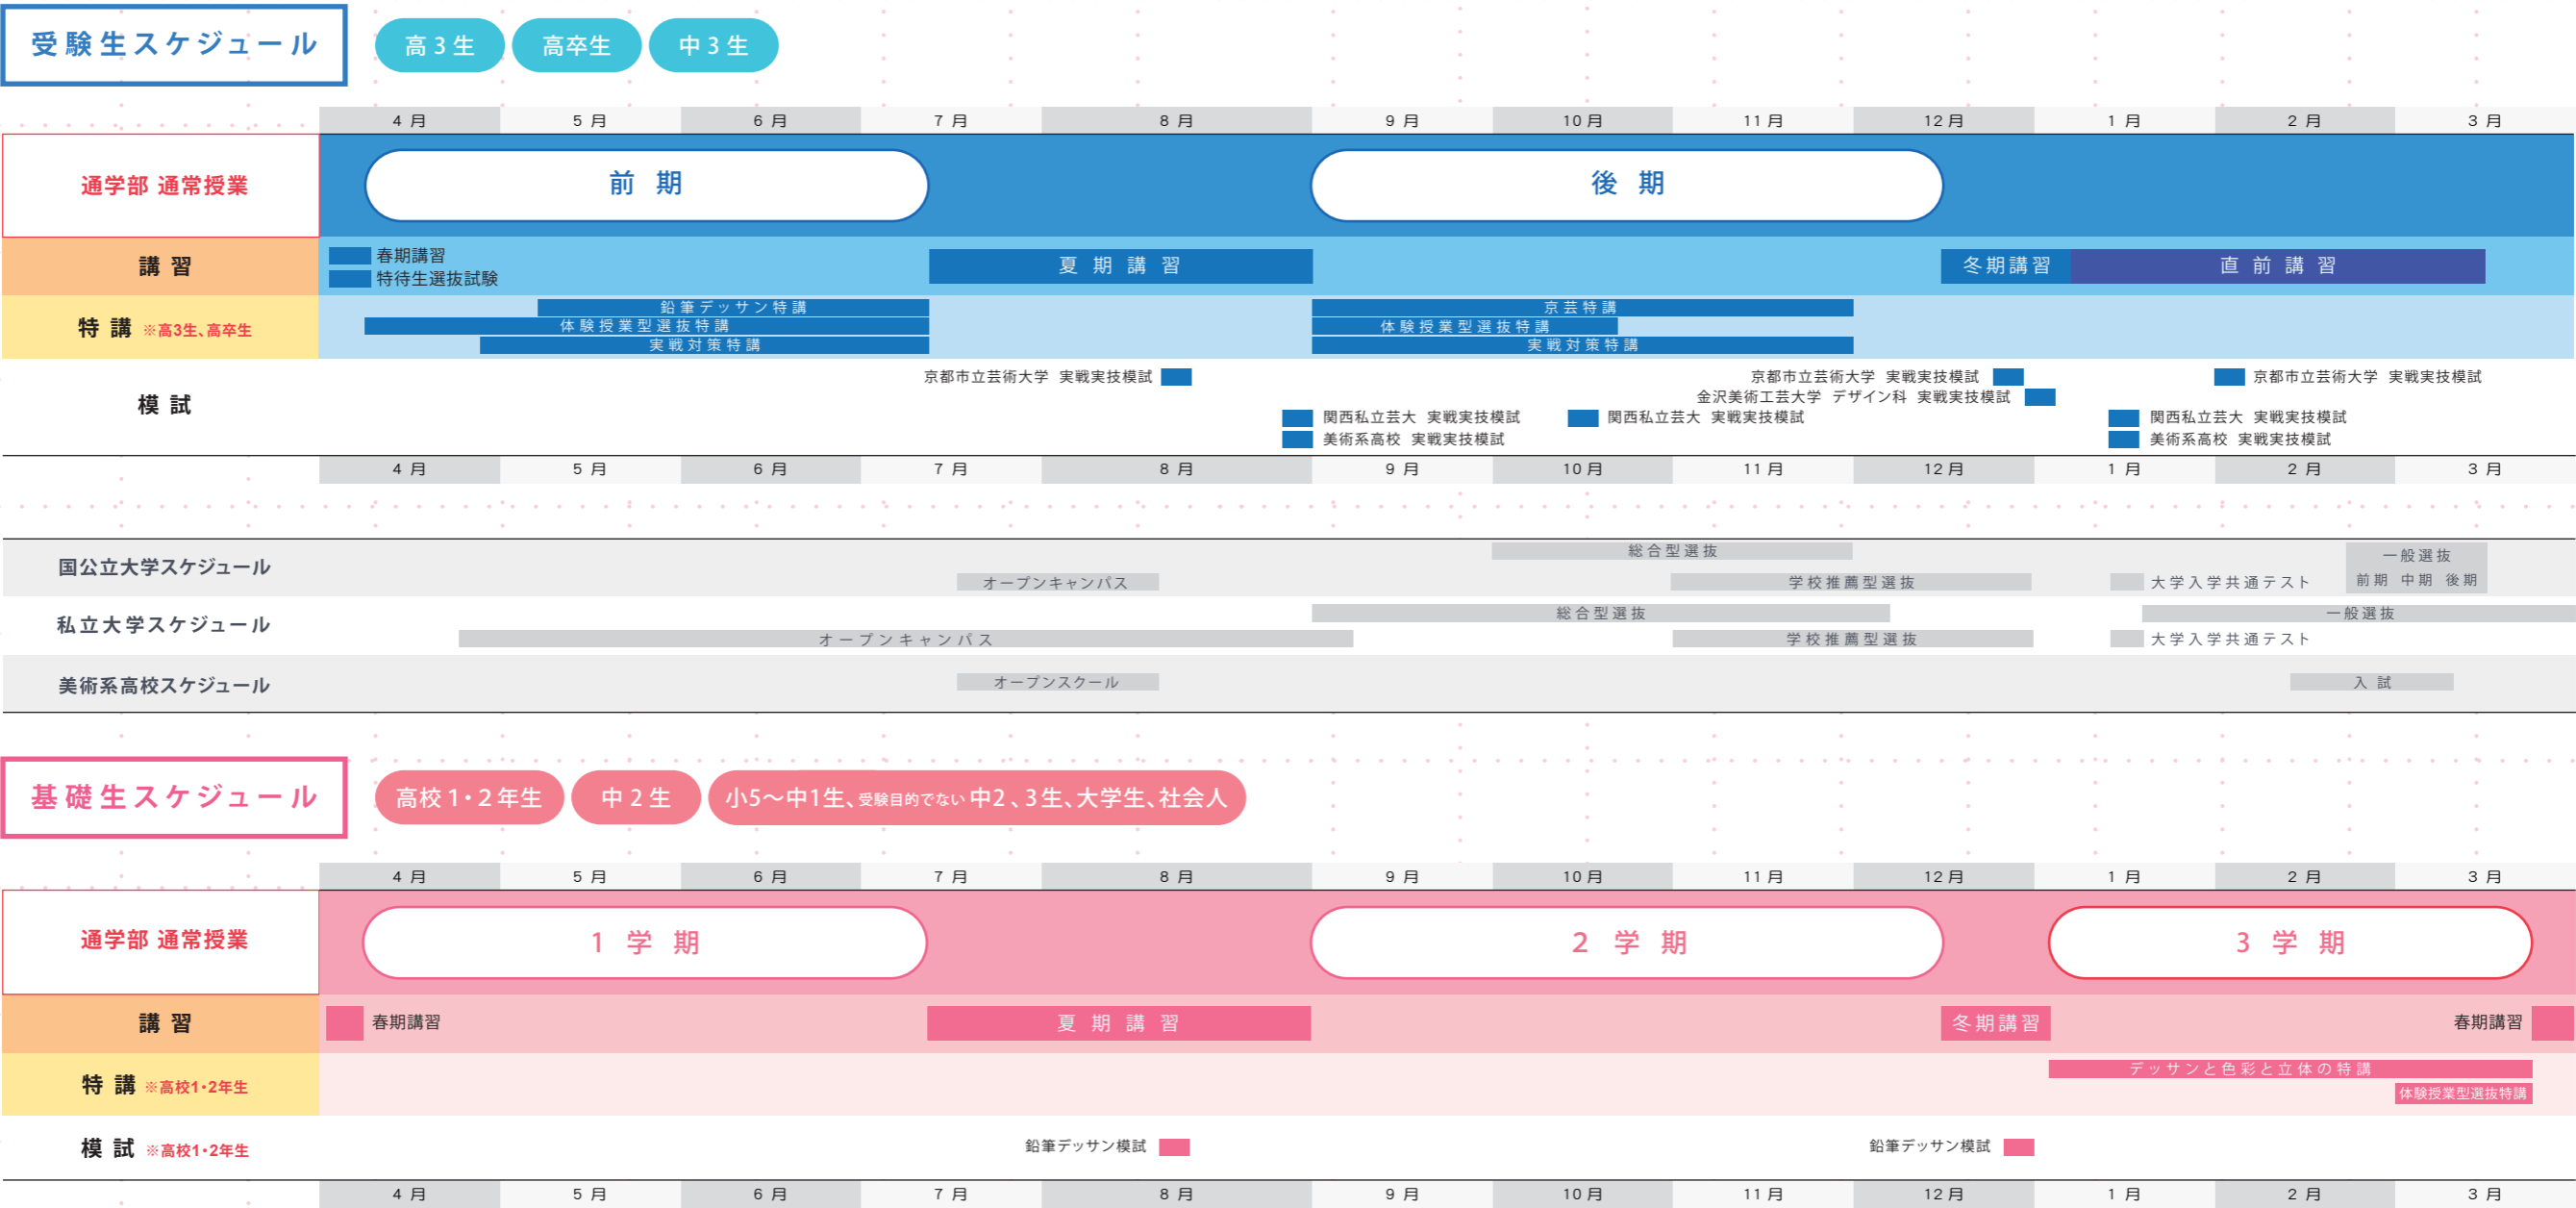 受験生スケジュール
高3生 高卒生 中3生
4月 5月 6月 7月 8月 9月 10月 11月 12月 1月 2月 3月
通学部 通常授業
前期 後期
講習
春期講習
特待生選抜試験
夏期講習 冬期講習 直前講習
特講 ※高3生、高卒生
鉛筆デッサン特講 京芸特講
体験授業型選抜特講 体験授業型選抜特講
実戦対策特講 実戦対策特講
模試
京都市立芸術大学 実戦実技模試 京都市立芸術大学 実戦実技模試 京都市立芸術大学 実戦実技模試
金沢美術工芸大学 デザイン科 実戦実技模試
関西私立芸大 実戦実技模試 関西私立芸大 実戦実技模試 関西私立芸大 実戦実技模試
美術系高校 実戦実技模試 美術系高校 実戦実技模試
4月 5月 6月 7月 8月 9月 10月 11月 12月 1月 2月 3月
国公立大学スケジュール
総合型選抜 一般選抜
オープンキャンパス 学校推薦型選抜 大学入学共通テスト 前期 中期 後期
私立大学スケジュール
総合型選抜 一般選抜
オープンキャンパス 学校推薦型選抜 大学入学共通テスト
美術系高校スケジュール
オープンスクール 入試
基礎生スケジュール
高校1・2年生 中2生 小5〜中1生、受験目的でない中2、3生、大学生、社会人
4月 5月 6月 7月 8月 9月 10月 11月 12月 1月 2月 3月
通学部 通常授業
1学期 2学期 3学期
講習
春期講習 夏期講習 冬期講習 春期講習
特講 ※高校1・2年生
デッサンと色彩と立体の特講
体験授業型選抜特講
模試 ※高校1・2年生
鉛筆デッサン模試 鉛筆デッサン模試
4月 5月 6月 7月 8月 9月 10月 11月 12月 1月 2月 3月